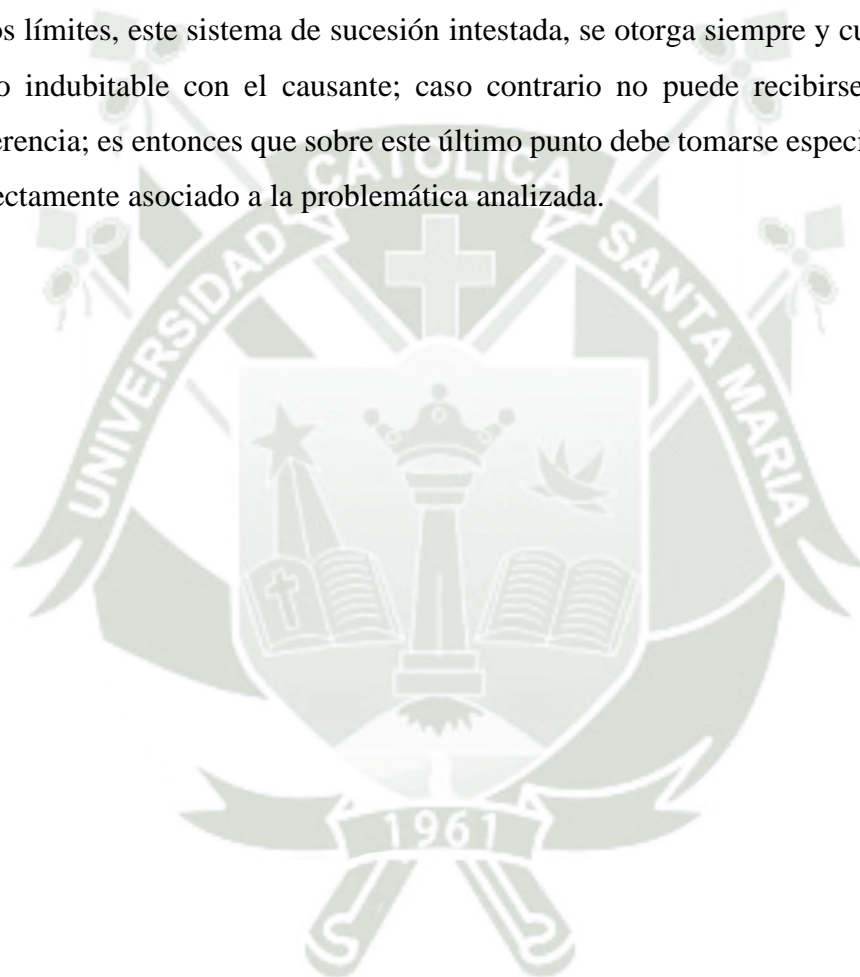 os límites, este sistema de sucesión intestada, se otorga siempre y cu
o indubitable con el causante; caso contrario no puede recibirse
erencia; es entonces que sobre este último punto debe tomarse especi
ectamente asociado a la problemática analizada.
UNIVERSIDAD CATOLICA SANTA MARIA
1961